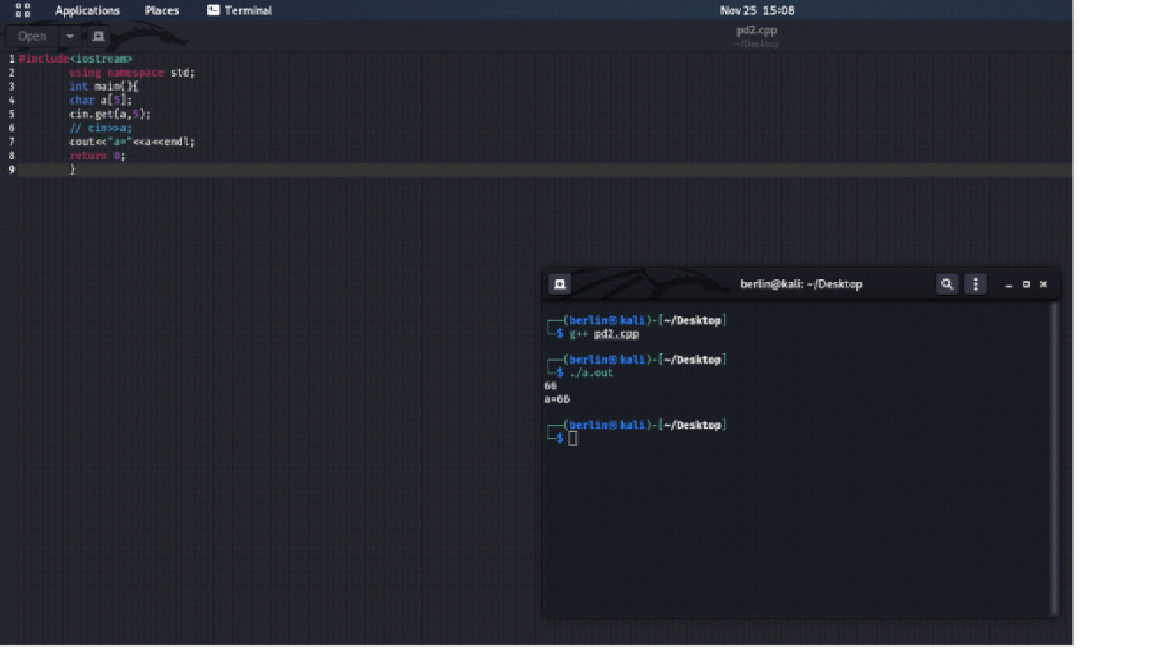 Applications Places Terminal Nov 25 15:08
Open pd2.cpp
~/Desktop
1 #include<iostream>
2 using namespace std;
3 int main(){
4 char a[5];
5 cin.get(a,5);
6 // cin>>a;
7 cout<<"a="<<a<<endl;
8 return 0;
9 }
berlin@kali: ~/Desktop
┌──(berlin㉿kali)-[~/Desktop]
└─$ g++ pd2.cpp
┌──(berlin㉿kali)-[~/Desktop]
└─$ ./a.out
66
a=66
┌──(berlin㉿kali)-[~/Desktop]
└─$